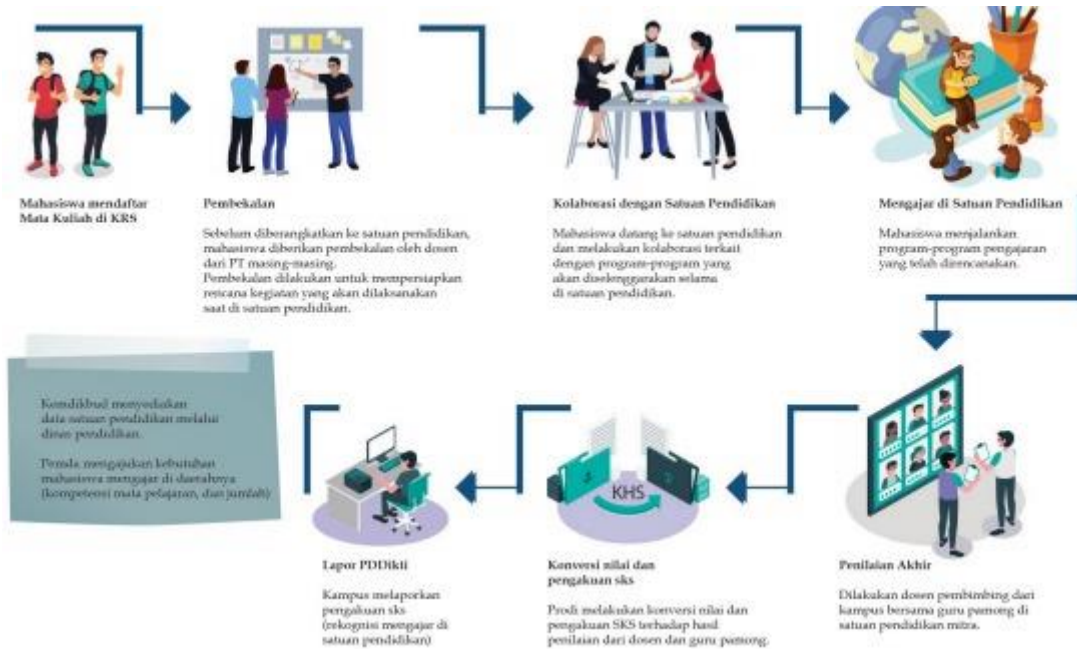 Mahasiswa mendaftar
Mata Kuliah di KRS
Pembekalan
Sebelum diberangkatkan ke satuan pendidikan,
mahasiswa diberikan pembekalan oleh dosen
dari PT masing-masing.
Pembekalan dilakukan untuk mempersiapkan
rencana kegiatan yang akan dilaksanakan
saat di satuan pendidikan.
Kolaborasi dengan Satuan Pendidikan
Mahasiswa datang ke satuan pendidikan
dan melakukan kolaborasi terkait
dengan program-program yang
akan diselenggarakan selama
di satuan pendidikan.
Mengajar di Satuan Pendidikan
Mahasiswa menjalankan
program-program pengajaran
yang telah direncanakan.
Kemdikbud menyediakan
data satuan pendidikan melalui
dinas pendidikan.
Pemda mengajukan kebutuhan
mahasiswa mengajar di daerahnya
(kompetensi mata pelajaran, dan jumlah)
Lapor PDDikti
Kampus melaporkan
pengakuan sks
(rekognisi mengajar di
satuan pendidikan)
KHS
Konversi nilai dan
pengakuan sks
Prodi melakukan konversi nilai dan
pengakuan SKS terhadap hasil
penilaian dari dosen dan guru pamong.
Penilaian Akhir
Dilakukan dosen pembimbing dari
kampus bersama guru pamong di
satuan pendidikan mitra.